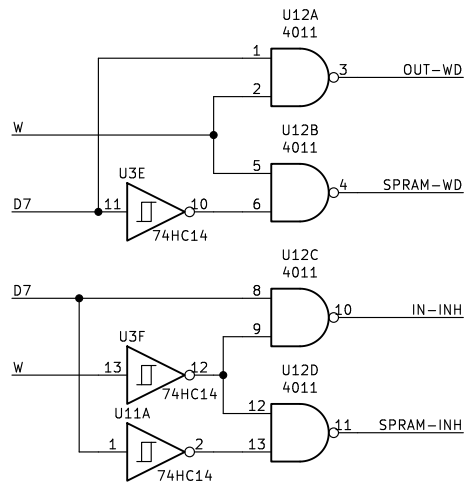 U12A
4011
1
2
3
OUT-WD
W
U12B
4011
U3E
5
6
4
SPRAM-WD
D7
11
10
74HC14
U12C
4011
D7
8
9
10
IN-INH
U3F
W
13
12
74HC14
U12D
4011
U11A
12
13
11
SPRAM-INH
1
2
74HC14